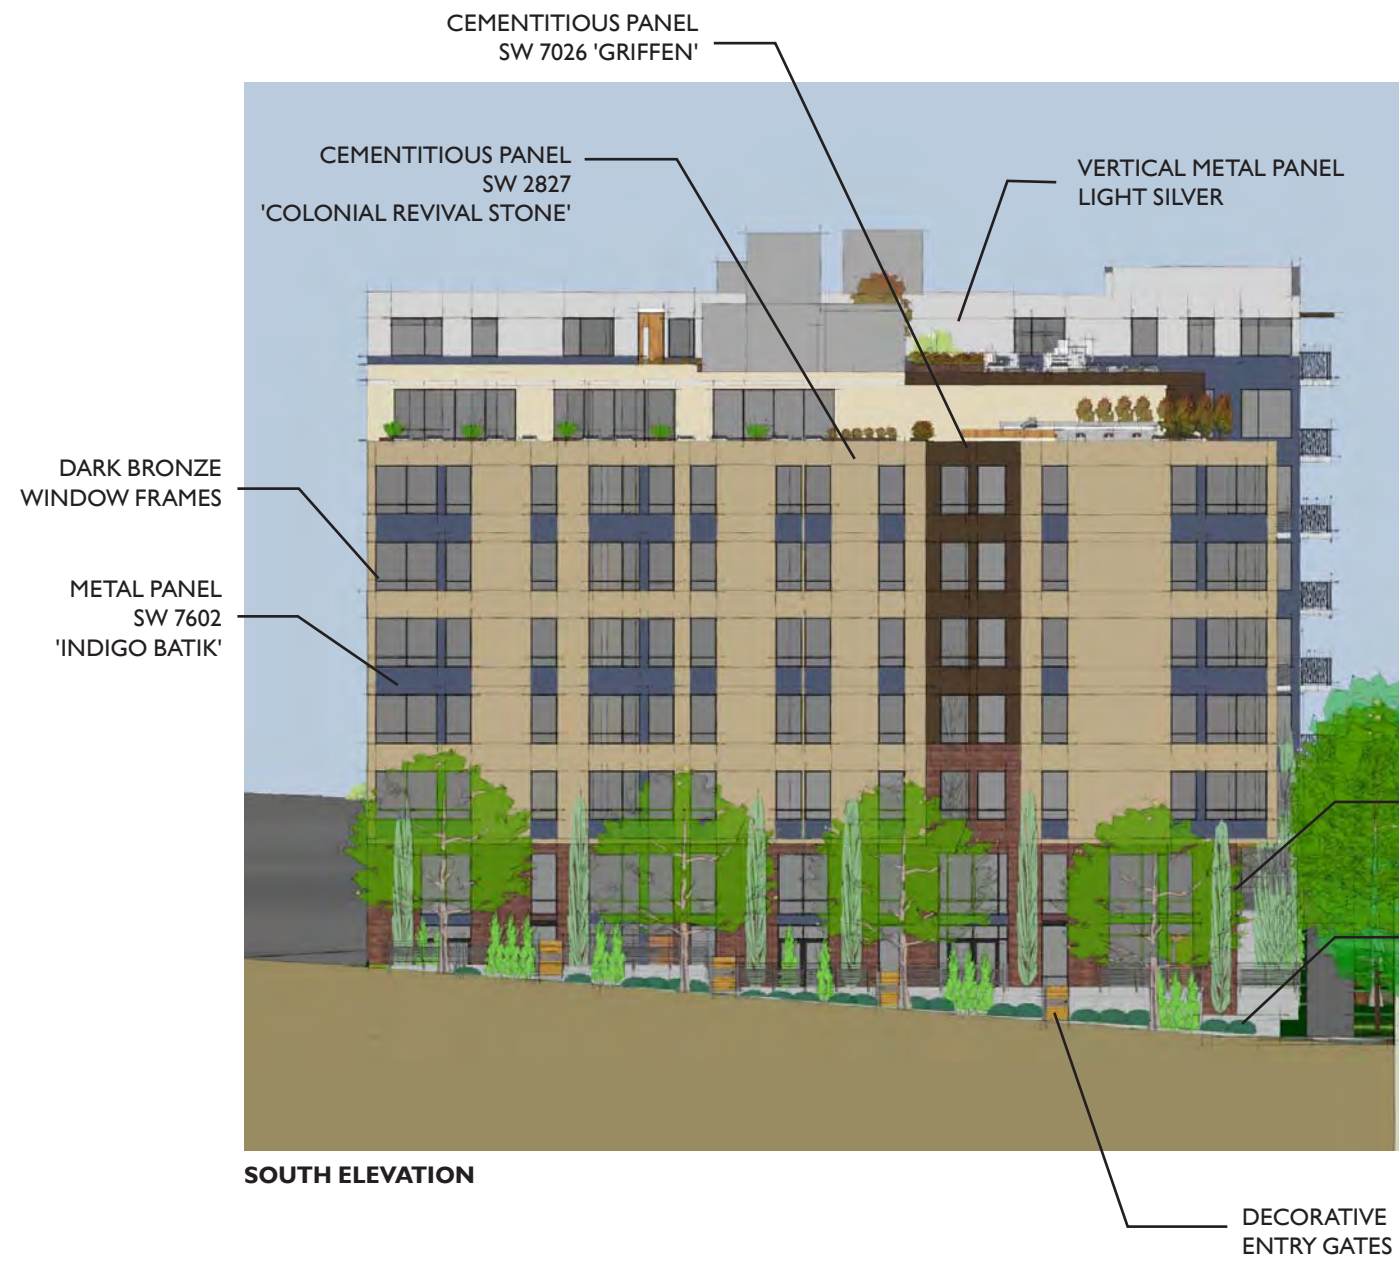 CEMENTITIOUS PANEL
SW 7026 'GRIFFEN'
CEMENTITIOUS PANEL
SW 2827
'COLONIAL REVIVAL STONE'
VERTICAL METAL PANEL
LIGHT SILVER
DARK BRONZE
WINDOW FRAMES
METAL PANEL
SW 7602
'INDIGO BATIK'
SOUTH ELEVATION
DECORATIVE
ENTRY GATES